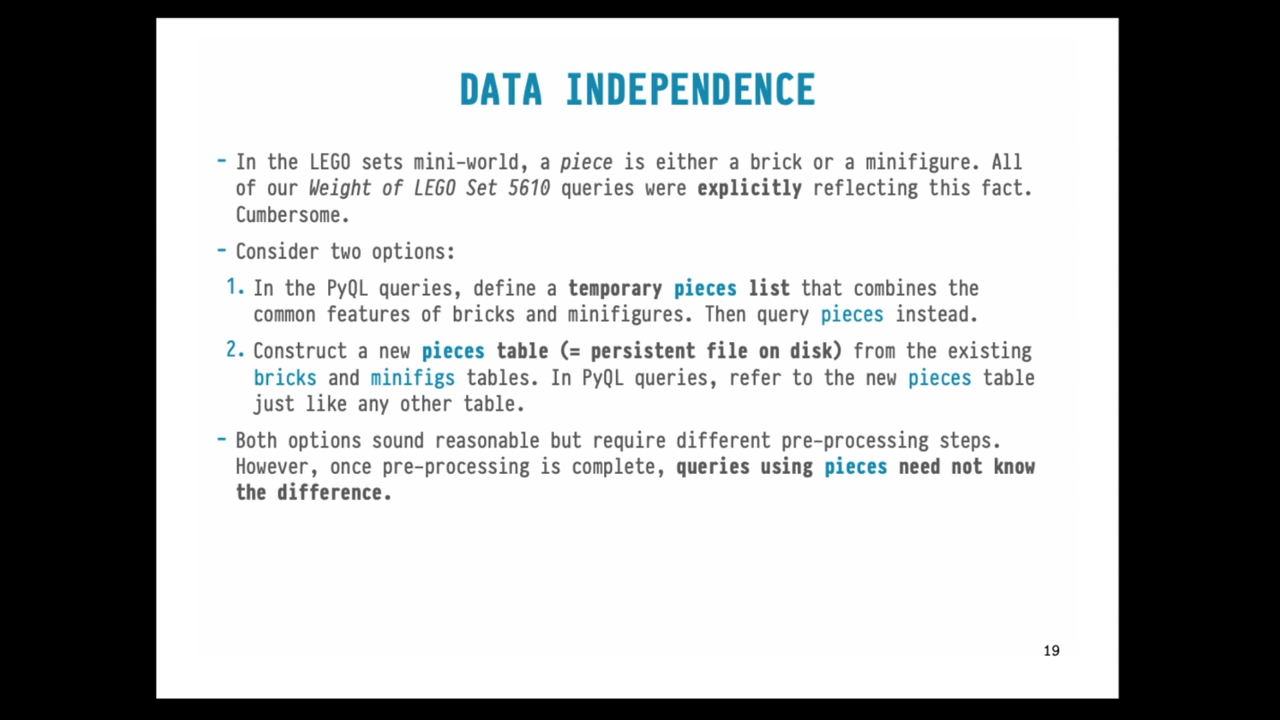 DATA INDEPENDENCE
– In the LEGO sets mini–world, a piece is either a brick or a minifigure. All
of our Weight of LEGO Set 5610 queries were explicitly reflecting this fact.
Cumbersome.
– Consider two options:
1. In the PyQL queries, define a temporary pieces list that combines the
common features of bricks and minifigures. Then query pieces instead.
2. Construct a new pieces table (= persistent file on disk) from the existing
bricks and minifigs tables. In PyQL queries, refer to the new pieces table
just like any other table.
– Both options sound reasonable but require different pre–processing steps.
However, once pre–processing is complete, queries using pieces need not know
the difference.
19